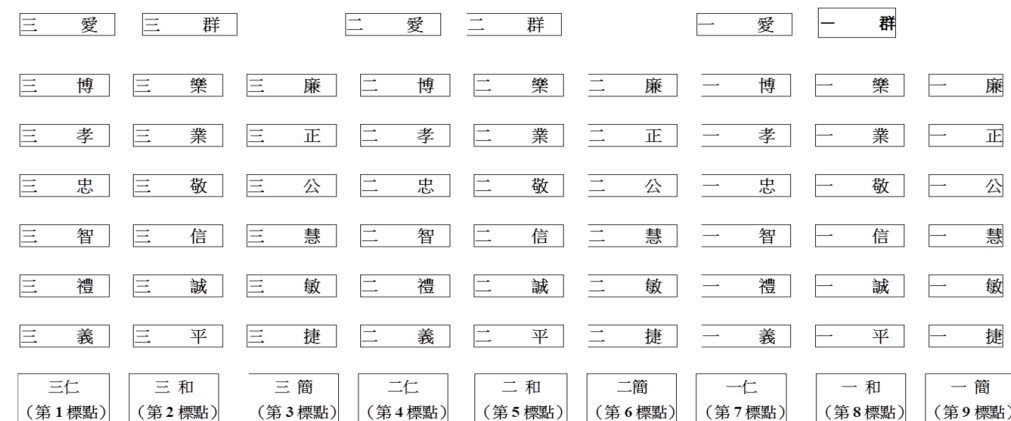 三 愛 三 群 二 愛 二 群 一 愛 一 群
三 博 三 樂 三 廉 二 博 二 樂 二 廉 一 博 一 樂 一 廉
三 孝 三 業 三 正 二 孝 二 業 二 正 一 孝 一 業 一 正
三 忠 三 敬 三 公 二 忠 二 敬 二 公 一 忠 一 敬 一 公
三 智 三 信 三 慧 二 智 二 信 二 慧 一 智 一 信 一 慧
三 禮 三 誠 三 敏 二 禮 二 誠 二 敏 一 禮 一 誠 一 敏
三 義 三 平 三 捷 二 義 二 平 二 捷 一 義 一 平 一 捷
三仁 三 和 三 簡 二仁 二 和 二簡 一仁 一 和 一 簡
（第 1 標點） （第 2 標點） （第 3 標點） （第 4 標點） （第 5 標點） （第 6 標點） （第 7 標點） （第 8 標點） （第 9 標點）